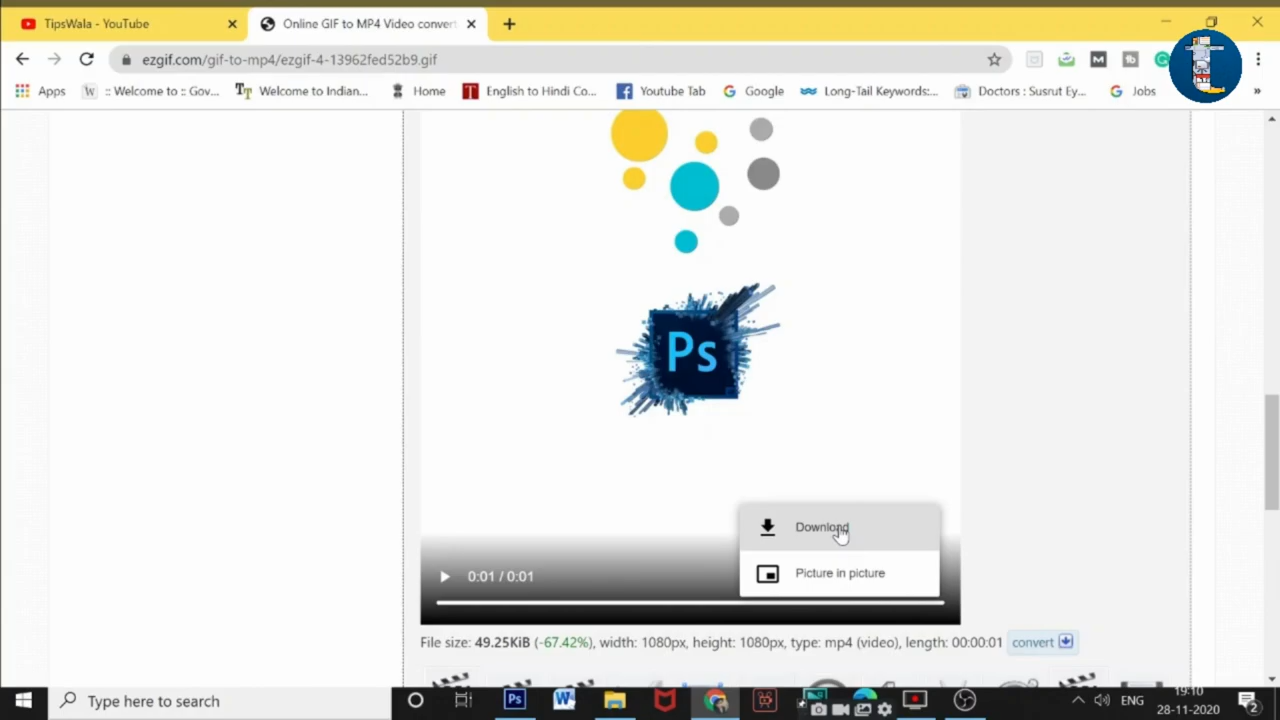 TipsWala - YouTube
Online GIF to MP4 Video convert
ezgif.com/gif-to-mp4/ezgif-4-13962fed52b9.gif
Apps
:: Welcome to :: Gov...
Welcome to Indian...
Home
English to Hindi Co...
Youtube Tab
Google
Long-Tail Keywords:...
Doctors : Susrut Ey...
Jobs
»
Ps
Download
Picture in picture
0:01 / 0:01
File size: 49.25KiB (-67.42%), width: 1080px, height: 1080px, type: mp4 (video), length: 00:00:01
convert
Type here to search
Ps
ENG
19:10
28-11-2020
2